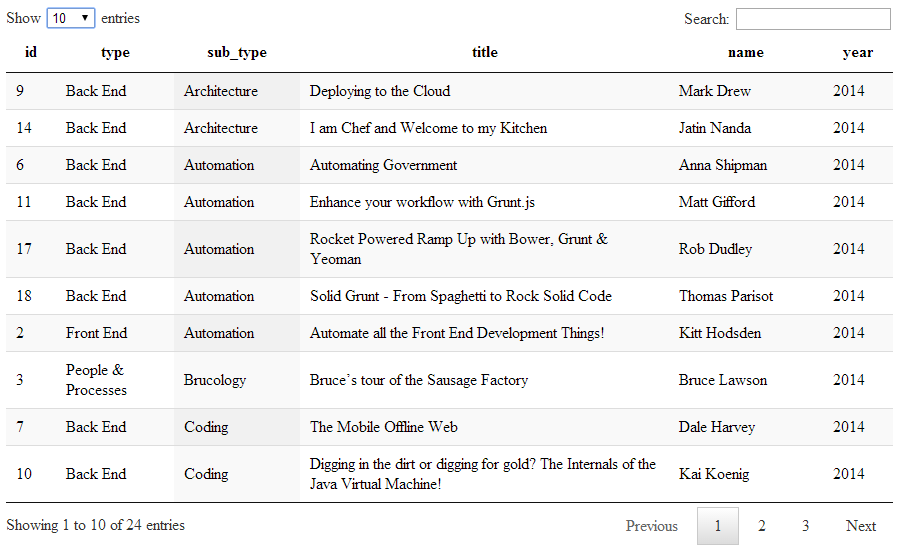 Show 10 entries Search:
id type sub_type title name year
9 Back End Architecture Deploying to the Cloud Mark Drew 2014
14 Back End Architecture I am Chef and Welcome to my Kitchen Jatin Nanda 2014
6 Back End Automation Automating Government Anna Shipman 2014
11 Back End Automation Enhance your workflow with Grunt.js Matt Gifford 2014
17 Back End Automation Rocket Powered Ramp Up with Bower, Grunt & Rob Dudley 2014
Yeoman
18 Back End Automation Solid Grunt - From Spaghetti to Rock Solid Code Thomas Parisot 2014
2 Front End Automation Automate all the Front End Development Things! Kitt Hodsden 2014
3 People & Brucology Bruce’s tour of the Sausage Factory Bruce Lawson 2014
Processes
7 Back End Coding The Mobile Offline Web Dale Harvey 2014
10 Back End Coding Digging in the dirt or digging for gold? The Internals of the Kai Koenig 2014
Java Virtual Machine!
Showing 1 to 10 of 24 entries Previous 1 2 3 Next